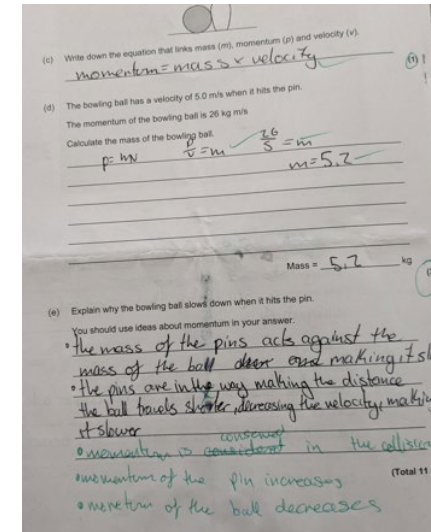 (c) Write down the equation that links mass (m), momentum (p) and velocity (v).
momentum = mass x velocity
(1)
(d) The bowling ball has a velocity of 5.0 m/s when it hits the pin.
The momentum of the bowling ball is 26 kg m/s
Calculate the mass of the bowling ball.
p = mv p/v = m 26/5 = m
m = 5.2
Mass = 5.2 kg
(e) Explain why the bowling ball slows down when it hits the pin.
You should use ideas about momentum in your answer.
• the mass of the pins acts against the
mass of the ball and making it sl
• the pins are in the way making the distance
the ball travels shorter, decreasing the velocity, makin
it slower
conserved
• momentum is in the collision
• momentum of the pin increases
(Total 11
• momentum of the ball decreases